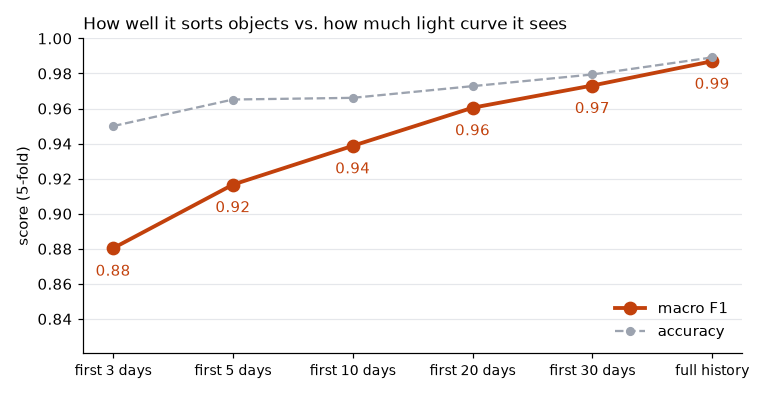 How well it sorts objects vs. how much light curve it sees
score (5-fold)
1.00
0.98
0.96
0.94
0.92
0.90
0.88
0.86
0.84
0.88
0.92
0.94
0.96
0.97
0.99
macro F1
accuracy
first 3 days
first 5 days
first 10 days
first 20 days
first 30 days
full history